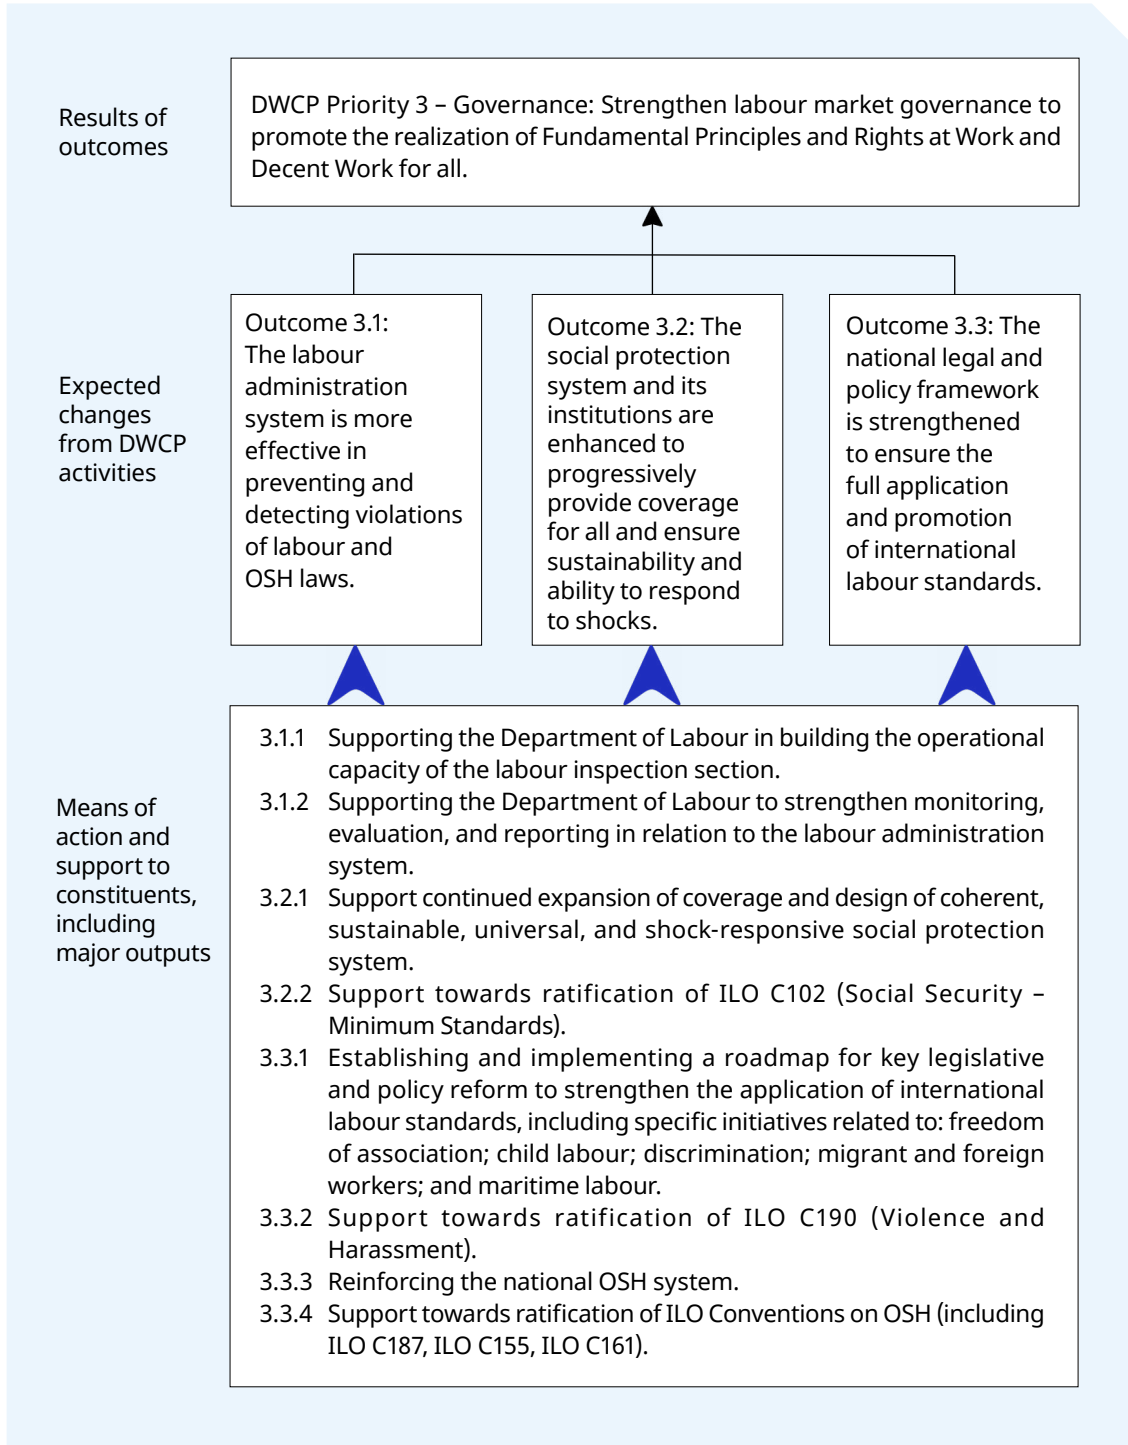 Results of
outcomes
DWCP Priority 3 – Governance: Strengthen labour market governance to
promote the realization of Fundamental Principles and Rights at Work and
Decent Work for all.
Expected
changes
from DWCP
activities
Outcome 3.1:
The labour
administration
system is more
effective in
preventing and
detecting violations
of labour and
OSH laws.
Outcome 3.2: The
social protection
system and its
institutions are
enhanced to
progressively
provide coverage
for all and ensure
sustainability and
ability to respond
to shocks.
Outcome 3.3: The
national legal and
policy framework
is strengthened
to ensure the
full application
and promotion
of international
labour standards.
Means of
action and
support to
constituents,
including
major outputs
3.1.1 Supporting the Department of Labour in building the operational
capacity of the labour inspection section.
3.1.2 Supporting the Department of Labour to strengthen monitoring,
evaluation, and reporting in relation to the labour administration
system.
3.2.1 Support continued expansion of coverage and design of coherent,
sustainable, universal, and shock-responsive social protection
system.
3.2.2 Support towards ratification of ILO C102 (Social Security –
Minimum Standards).
3.3.1 Establishing and implementing a roadmap for key legislative
and policy reform to strengthen the application of international
labour standards, including specific initiatives related to: freedom
of association; child labour; discrimination; migrant and foreign
workers; and maritime labour.
3.3.2 Support towards ratification of ILO C190 (Violence and
Harassment).
3.3.3 Reinforcing the national OSH system.
3.3.4 Support towards ratification of ILO Conventions on OSH (including
ILO C187, ILO C155, ILO C161).